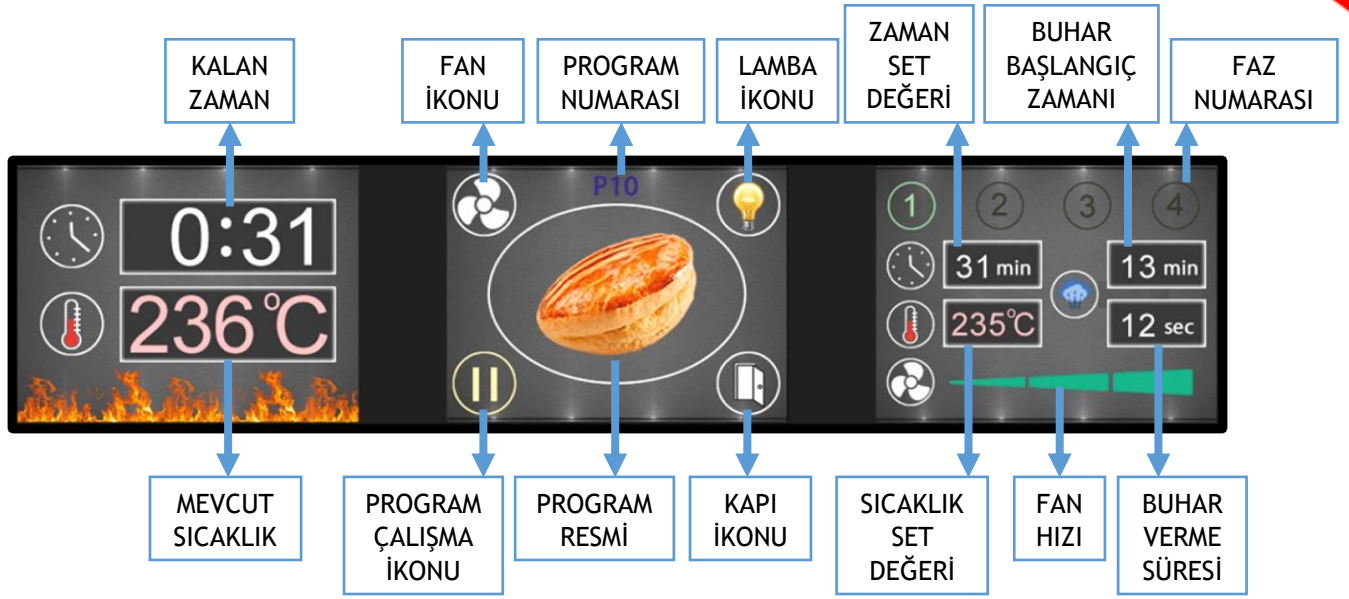 KALAN
ZAMAN
FAN
İKONU
PROGRAM
NUMARASI
LAMBA
İKONU
ZAMAN
SET
DEĞERİ
BUHAR
BAŞLANGIÇ
ZAMANI
FAZ
NUMARASI
0:31
236°C
P10
1 2 3 4
31 min
13 min
235°C
12 sec
MEVCUT
SICAKLIK
PROGRAM
ÇALIŞMA
İKONU
PROGRAM
RESMİ
KAPI
İKONU
SICAKLIK
SET
DEĞERİ
FAN
HIZI
BUHAR
VERME
SÜRESİ